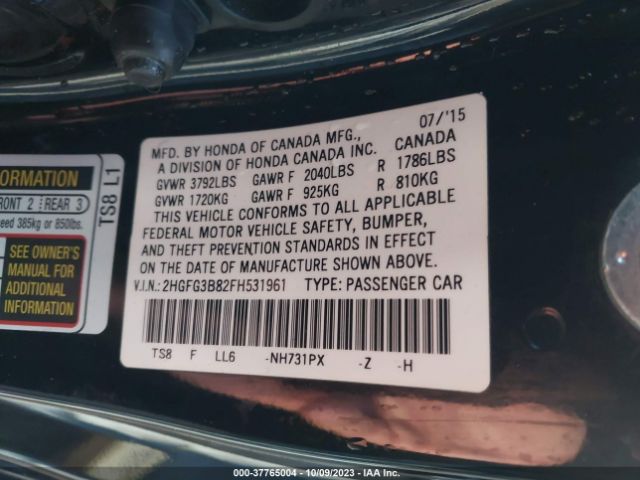 07/'15
MFD. BY HONDA OF CANADA MFG., CANADA
A DIVISION OF HONDA CANADA INC.
GVWR 3792LBS GAWR F 2040LBS R 1786LBS
GVWR 1720KG GAWR F 925KG R 810KG
THIS VEHICLE CONFORMS TO ALL APPLICABLE
FEDERAL MOTOR VEHICLE SAFETY, BUMPER,
AND THEFT PREVENTION STANDARDS IN EFFECT
ON THE DATE OF MANUFACTURE SHOWN ABOVE.
V.I.N.: 2HGFG3B82FH531961 TYPE: PASSENGER CAR
TS8 F LL6 -NH731PX -Z -H
2 REAR 3
385kg or 850lbs.
SEE OWNER'S
MANUAL FOR
ADDITIONAL
INFORMATION
TS8 L1
000-37765004 | 10/09/2023 | IAA Inc.